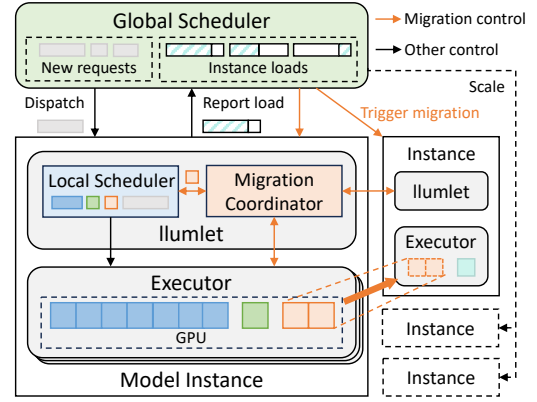 Global Scheduler
New requests
Instance loads
Migration control
Other control
Dispatch
Report load
Trigger migration
Scale
Local Scheduler
Migration
Coordinator
llumlet
Executor
GPU
Model Instance
Instance
llumlet
Executor
Instance
Instance